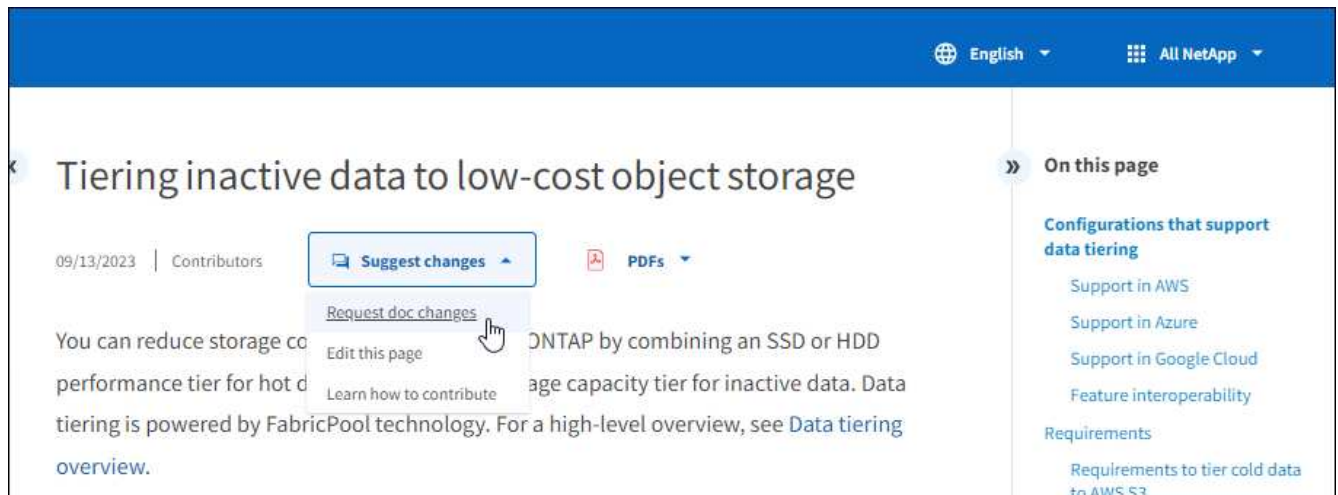 English
All NetApp
Tiering inactive data to low-cost object storage
09/13/2023
Contributors
Suggest changes
PDFs
Request doc changes
Edit this page
Learn how to contribute
You can reduce storage co ONTAP by combining an SSD or HDD
performance tier for hot d age capacity tier for inactive data. Data
tiering is powered by FabricPool technology. For a high-level overview, see Data tiering
overview.
On this page
Configurations that support
data tiering
Support in AWS
Support in Azure
Support in Google Cloud
Feature interoperability
Requirements
Requirements to tier cold data
to AWS S3